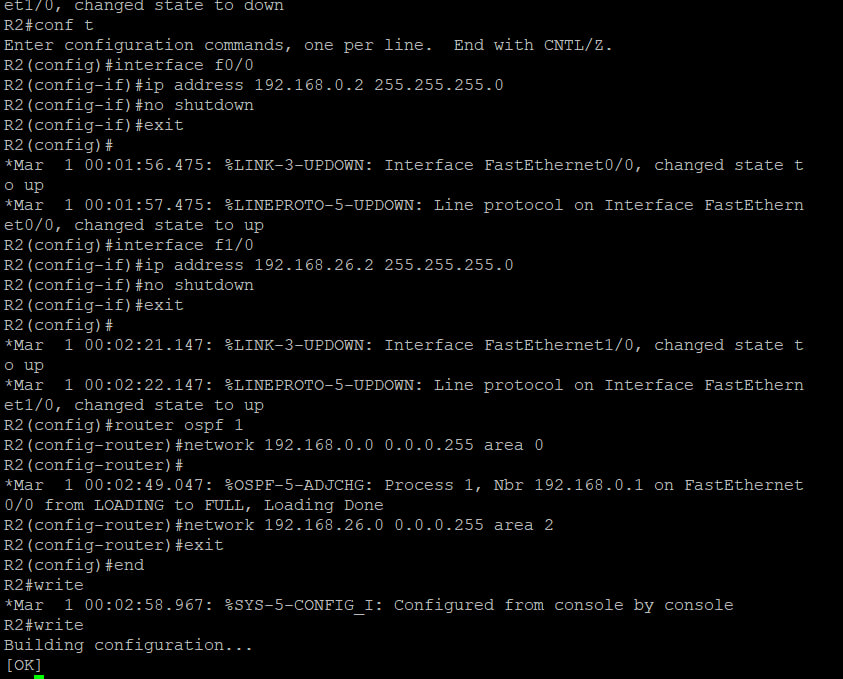 et1/0, changed state to down
R2#conf t
Enter configuration commands, one per line.  End with CNTL/Z.
R2(config)#interface f0/0
R2(config-if)#ip address 192.168.0.2 255.255.255.0
R2(config-if)#no shutdown
R2(config-if)#exit
R2(config)#
*Mar  1 00:01:56.475: %LINK-3-UPDOWN: Interface FastEthernet0/0, changed state t
o up
*Mar  1 00:01:57.475: %LINEPROTO-5-UPDOWN: Line protocol on Interface FastEthern
et0/0, changed state to up
R2(config)#interface f1/0
R2(config-if)#ip address 192.168.26.2 255.255.255.0
R2(config-if)#no shutdown
R2(config-if)#exit
R2(config)#
*Mar  1 00:02:21.147: %LINK-3-UPDOWN: Interface FastEthernet1/0, changed state t
o up
*Mar  1 00:02:22.147: %LINEPROTO-5-UPDOWN: Line protocol on Interface FastEthern
et1/0, changed state to up
R2(config)#router ospf 1
R2(config-router)#network 192.168.0.0 0.0.0.255 area 0
R2(config-router)#
*Mar  1 00:02:49.047: %OSPF-5-ADJCHG: Process 1, Nbr 192.168.0.1 on FastEthernet
0/0 from LOADING to FULL, Loading Done
R2(config-router)#network 192.168.26.0 0.0.0.255 area 2
R2(config-router)#exit
R2(config)#end
R2#write
*Mar  1 00:02:58.967: %SYS-5-CONFIG_I: Configured from console by console
R2#write
Building configuration...
[OK]